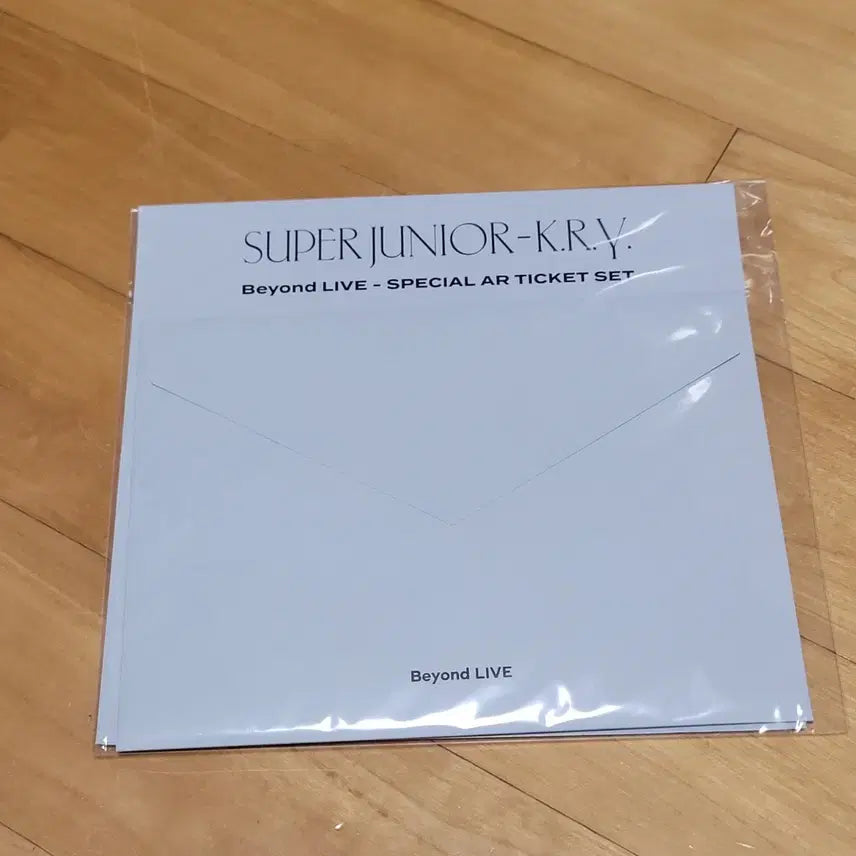 SUPER JUNIOR-K.R.Y.
Beyond LIVE - SPECIAL AR TICKET SET
Beyond LIVE